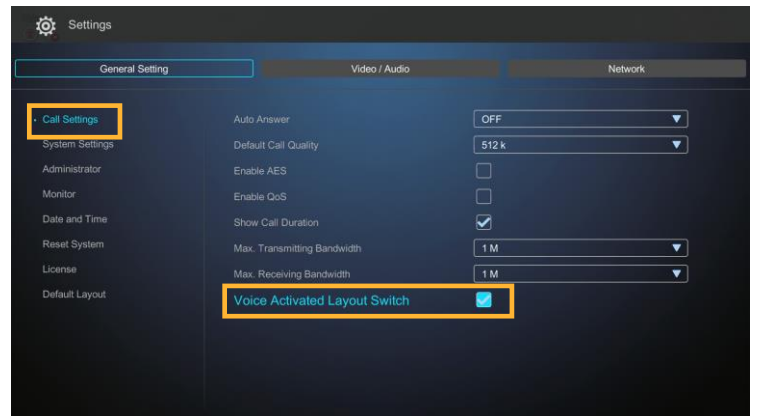 Settings
General Setting Video / Audio Network
Call Settings
System Settings
Administrator
Monitor
Date and Time
Reset System
License
Default Layout
Auto Answer OFF
Default Call Quality 512 k
Enable AES
Enable QoS
Show Call Duration
Max. Transmitting Bandwidth 1 M
Max. Receiving Bandwidth 1 M
Voice Activated Layout Switch